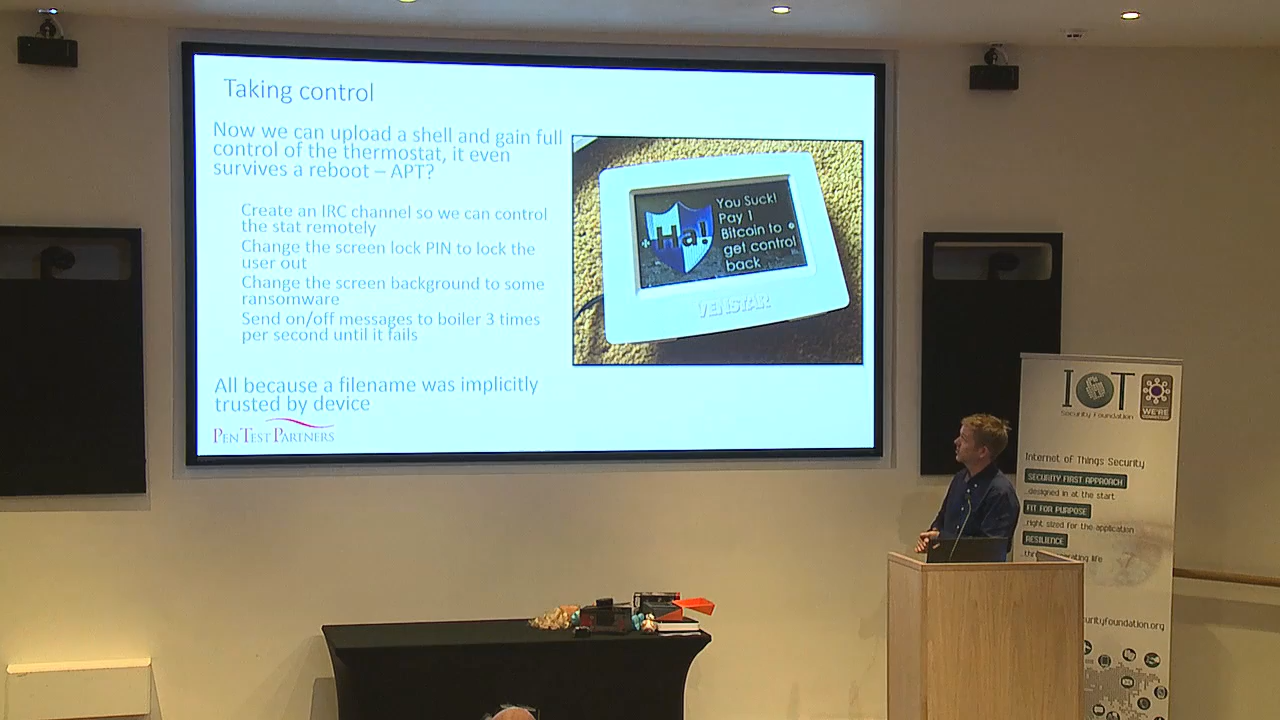 Taking control
Now we can upload a shell and gain full
control of the thermostat, it even
survives a reboot – APT?
Create an IRC channel so we can control
the stat remotely
Change the screen lock PIN to lock the
user out
Change the screen background to some
ransomware
Send on/off messages to boiler 3 times
per second until it fails
All because a filename was implicitly
trusted by device
PEN TEST PARTNERS
Ha!
You Suck!
Pay 1
Bitcoin to
get control
back
VENSTAR
IOT
Security Foundation
WE'RE
Internet of Things Security
SECURITY FIRST APPROACH
designed in at the start
FIT FOR PURPOSE
right sized for the application
RESILIENCE
life
securityfoundation.org